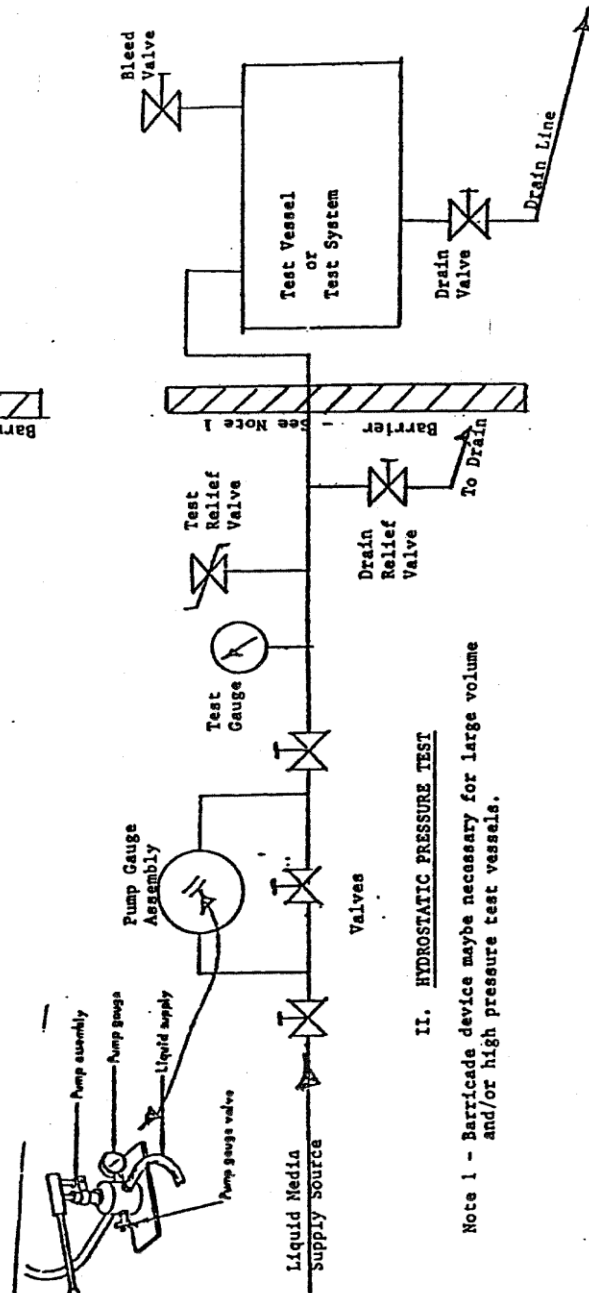 Bleed
Valve
Test Vessel
or
Test System
Drain
Valve
Drain Line
Barrier
- See Note 1
Test
Relief
Valve
Drain
Relief
Valve
To Drain
Test
Gauge
Pump Gauge
Assembly
Valves
Pump assembly
Pump gauge
Liquid supply
Pump gauge valve
Liquid Media
Supply Source
II. HYDROSTATIC PRESSURE TEST
Note 1 - Barricade device maybe necessary for large volume
and/or high pressure test vessels.